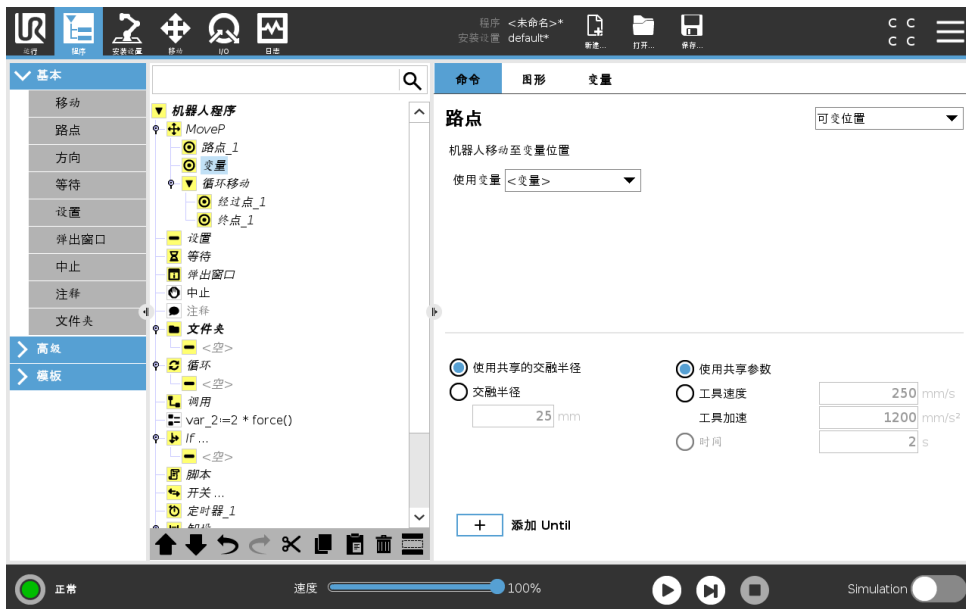 运行
程序
安装设置
移动
I/O
日志
程序 <未命名>*
安装设置 default*
新建...
打开...
保存...
C C
C C
基本
移动
路点
方向
等待
设置
弹出窗口
中止
注释
文件夹
高级
模板
机器人程序
MoveP
路点_1
变量
循环移动
经过点_1
终点_1
设置
等待
弹出窗口
中止
注释
文件夹
<空>
循环
<空>
调用
var_2:=2 * force()
If ...
<空>
脚本
开关 ...
定时器_1
命令
图形
变量
路点
可变位置
机器人移动至变量位置
使用变量 <变量>
使用共享的交融半径
交融半径
25 mm
使用共享参数
工具速度 250 mm/s
工具加速 1200 mm/s²
时间 2 s
+ 添加 Until
正常
速度 100%
Simulation